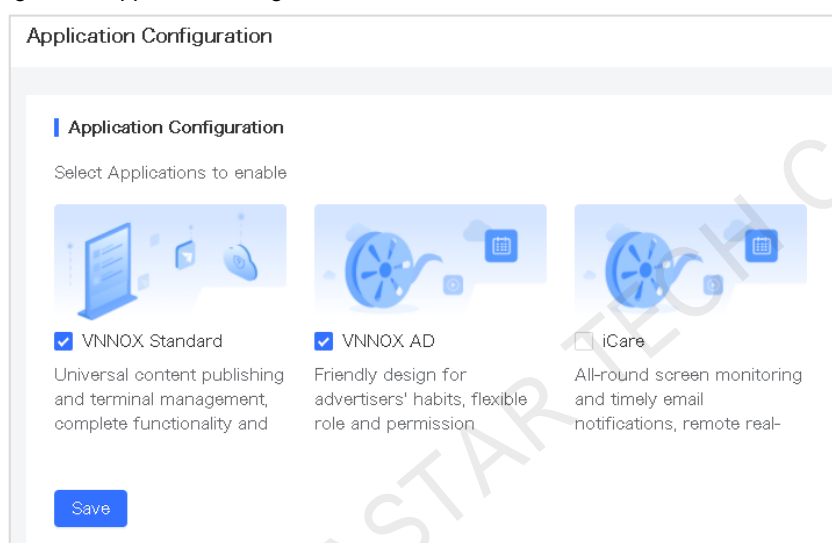 Application Configuration
Application Configuration
Select Applications to enable
VNNOX Standard
VNNOX AD
iCare
Universal content publishing
and terminal management,
complete functionality and
Friendly design for
advertisers' habits, flexible
role and permission
All-round screen monitoring
and timely email
notifications, remote real-
Save
STAR TECH C